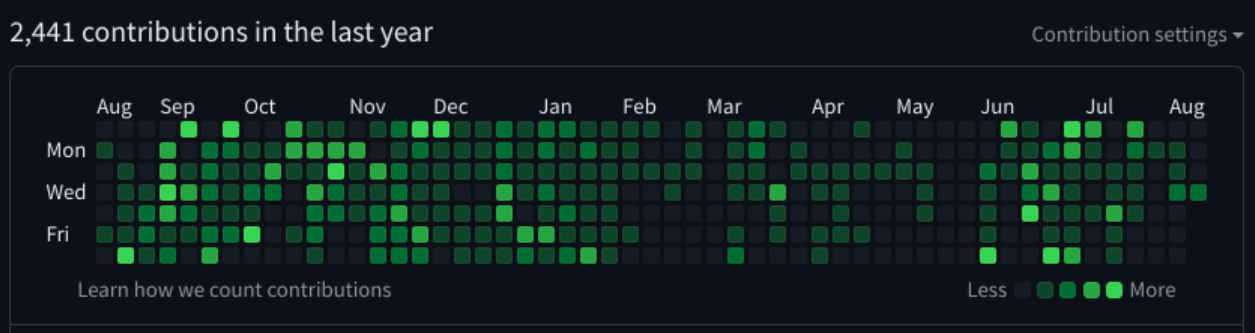 2,441 contributions in the last year
Contribution settings
Aug Sep Oct Nov Dec Jan Feb Mar Apr May Jun Jul Aug
Mon
Wed
Fri
Learn how we count contributions
Less More